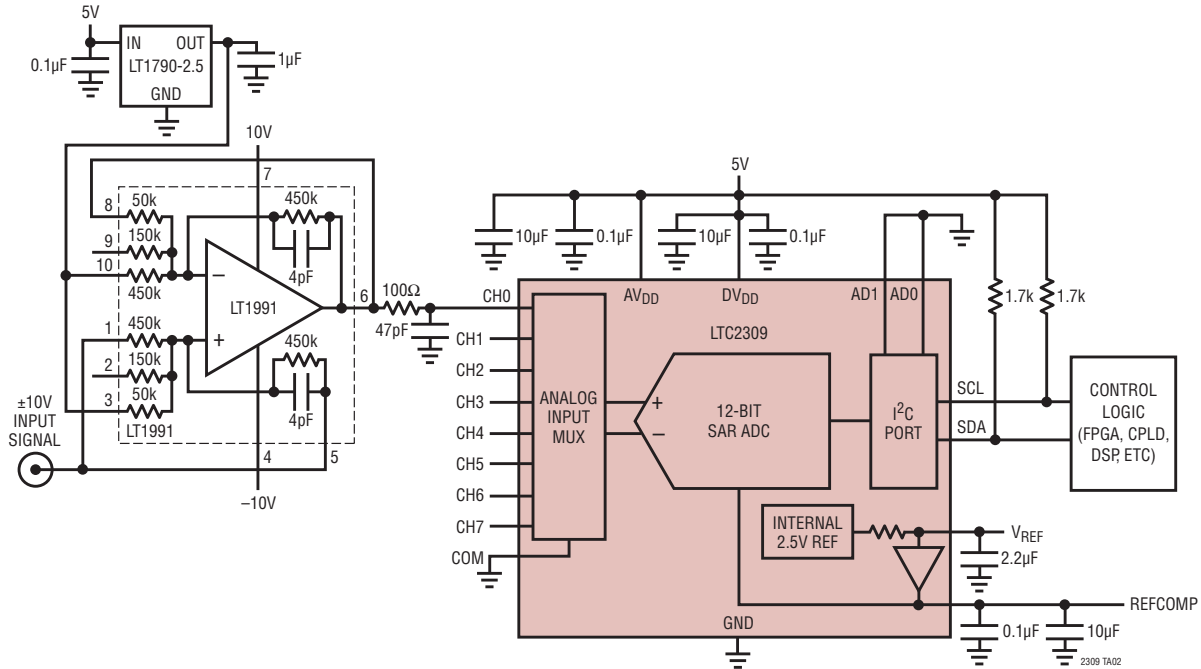 5V
IN OUT
0.1µF
LT1790-2.5
1µF
GND
10V
7
8
50k
450k
9
150k
10
4pF
450k
–
LT1991
6
100Ω
47pF
1
450k
+
450k
2
150k
3
50k
4pF
LT1991
±10V
INPUT
SIGNAL
4
5
–10V
5V
10µF
0.1µF
10µF
0.1µF
AVDD
DVDD
AD1 AD0
1.7k
1.7k
LTC2309
CH0
CH1
CH2
CH3
CH4
CH5
CH6
CH7
COM
ANALOG
INPUT
MUX
+
–
12-BIT
SAR ADC
I2C
PORT
SCL
SDA
CONTROL
LOGIC
(FPGA, CPLD,
DSP, ETC)
INTERNAL
2.5V REF
VREF
2.2µF
REFCOMP
GND
0.1µF
10µF
2309 TA02